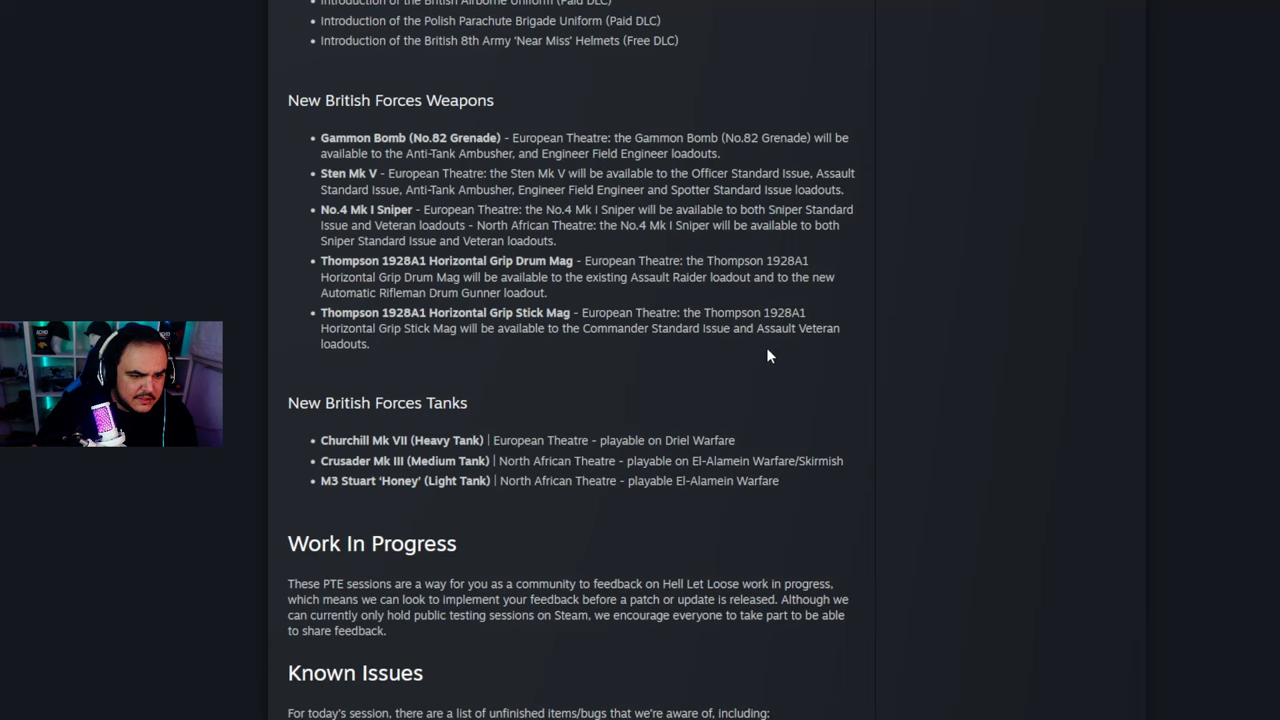 Introduction of the British Airborne Uniform (Paid DLC)
• Introduction of the Polish Parachute Brigade Uniform (Paid DLC)
• Introduction of the British 8th Army ‘Near Miss’ Helmets (Free DLC)
New British Forces Weapons
• Gammon Bomb (No.82 Grenade) - European Theatre: the Gammon Bomb (No.82 Grenade) will be
available to the Anti-Tank Ambusher, and Engineer Field Engineer loadouts.
• Sten Mk V - European Theatre: the Sten Mk V will be available to the Officer Standard Issue, Assault
Standard Issue, Anti-Tank Ambusher, Engineer Field Engineer and Spotter Standard Issue loadouts.
• No.4 Mk I Sniper - European Theatre: the No.4 Mk I Sniper will be available to both Sniper Standard
Issue and Veteran loadouts - North African Theatre: the No.4 Mk I Sniper will be available to both
Sniper Standard Issue and Veteran loadouts.
• Thompson 1928A1 Horizontal Grip Drum Mag - European Theatre: the Thompson 1928A1
Horizontal Grip Drum Mag will be available to the existing Assault Raider loadout and to the new
Automatic Rifleman Drum Gunner loadout.
• Thompson 1928A1 Horizontal Grip Stick Mag - European Theatre: the Thompson 1928A1
Horizontal Grip Stick Mag will be available to the Commander Standard Issue and Assault Veteran
loadouts.
New British Forces Tanks
• Churchill Mk VII (Heavy Tank) | European Theatre - playable on Driel Warfare
• Crusader Mk III (Medium Tank) | North African Theatre - playable on El-Alamein Warfare/Skirmish
• M3 Stuart ‘Honey’ (Light Tank) | North African Theatre - playable El-Alamein Warfare
Work In Progress
These PTE sessions are a way for you as a community to feedback on Hell Let Loose work in progress,
which means we can look to implement your feedback before a patch or update is released. Although we
can currently only hold public testing sessions on Steam, we encourage everyone to take part to be able
to share feedback.
Known Issues
For today's session, there are a list of unfinished items/bugs that we're aware of, including: